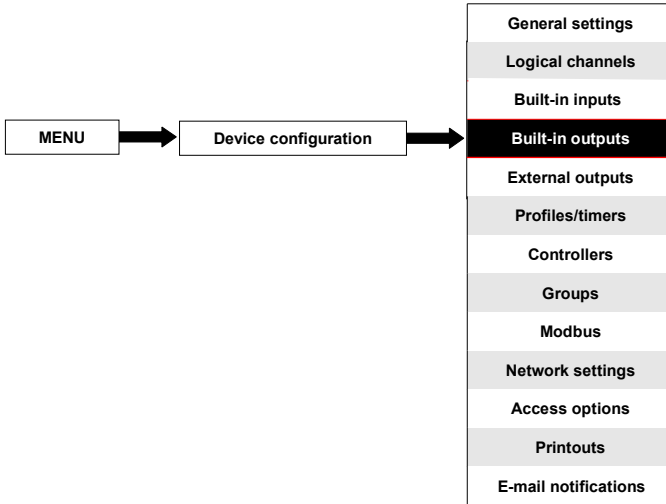 General settings
Logical channels
Built-in inputs
MENU
Device configuration
Built-in outputs
External outputs
Profiles/timers
Controllers
Groups
Modbus
Network settings
Access options
Printouts
E-mail notifications